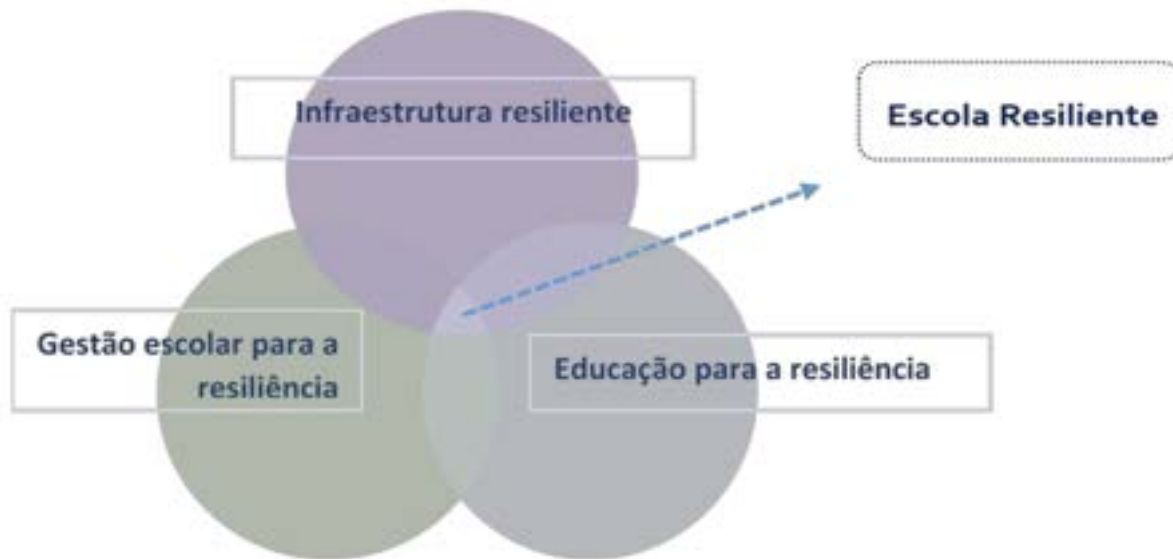 Infraestrutura resiliente
Escola Resiliente
Gestão escolar para a
resiliência
Educação para a resiliência